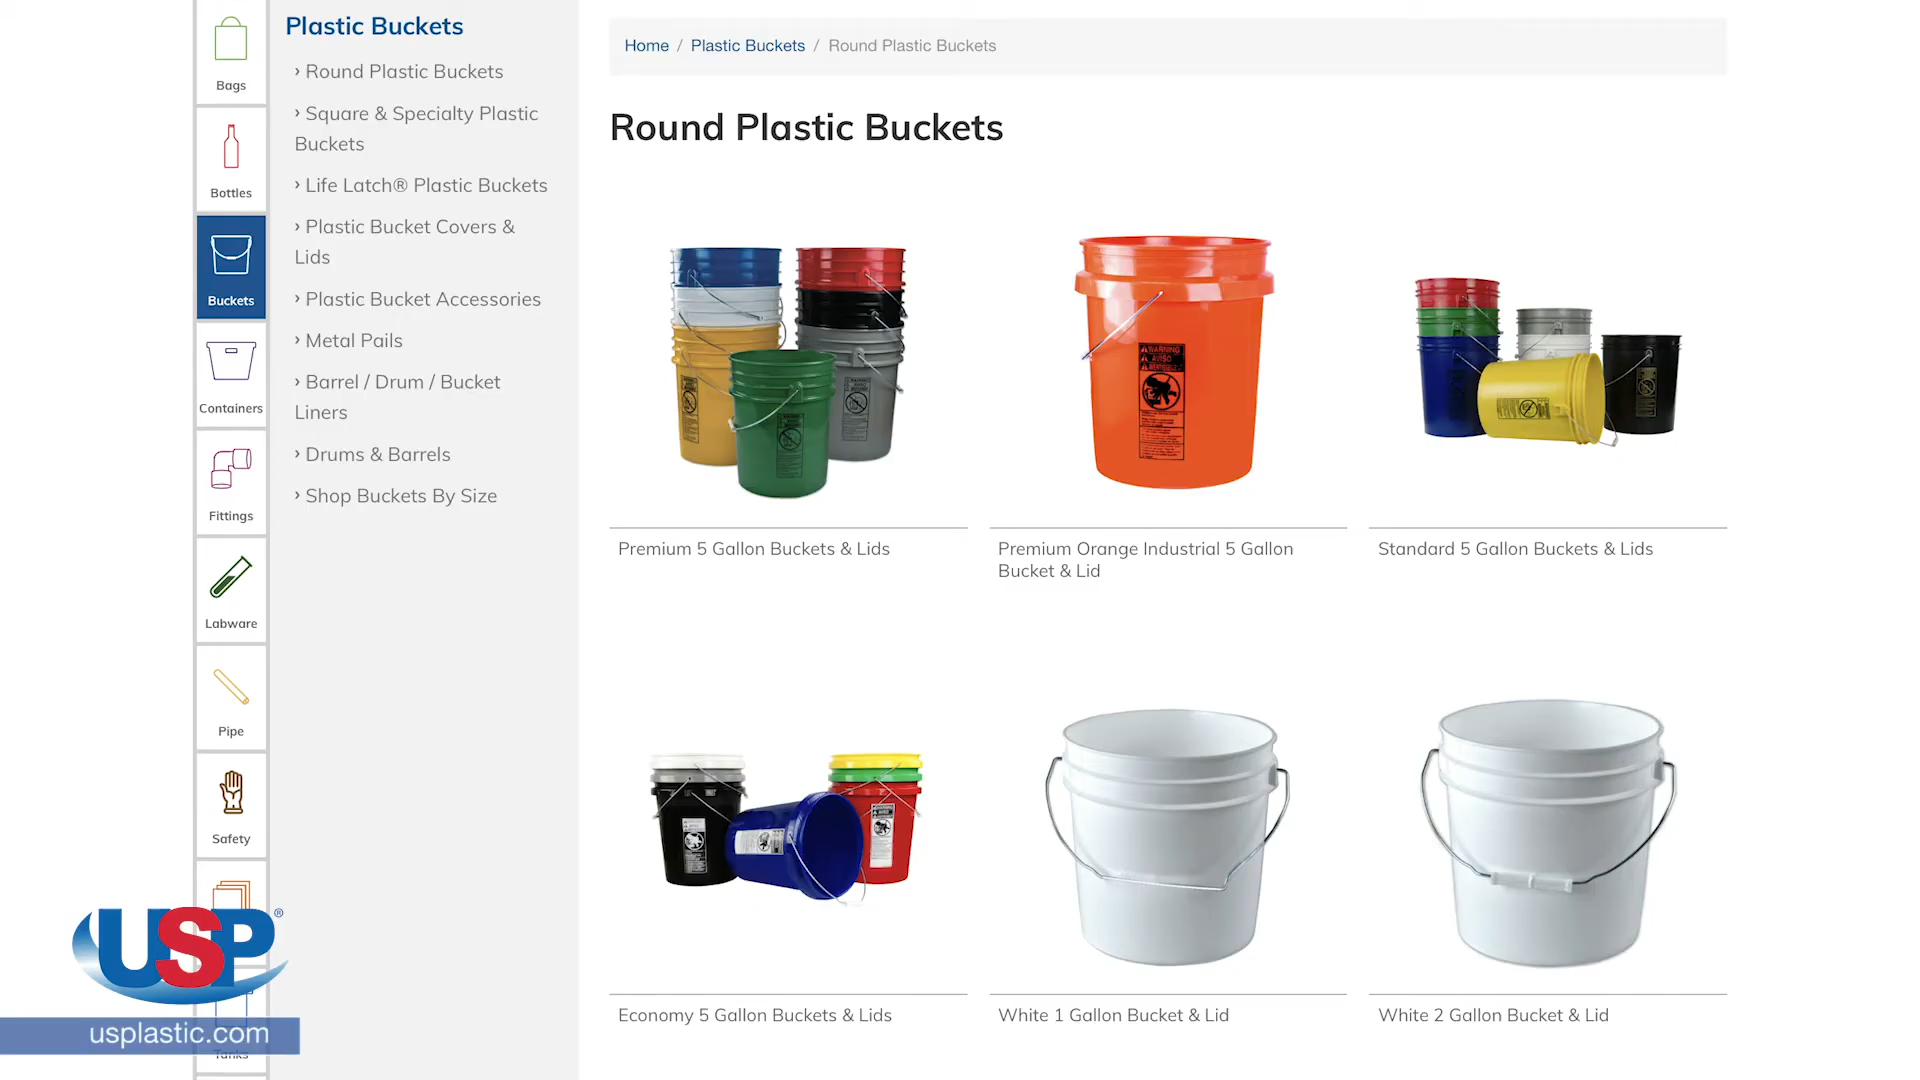 Bags
Bottles
Buckets
Containers
Fittings
Labware
Pipe
Safety
Tanks
Plastic Buckets
› Round Plastic Buckets
› Square & Specialty Plastic
Buckets
› Life Latch® Plastic Buckets
› Plastic Bucket Covers &
Lids
› Plastic Bucket Accessories
› Metal Pails
› Barrel / Drum / Bucket
Liners
› Drums & Barrels
› Shop Buckets By Size
Home / Plastic Buckets / Round Plastic Buckets
Round Plastic Buckets
WARNING
AVISO
Premium 5 Gallon Buckets & Lids
Premium Orange Industrial 5 Gallon
Bucket & Lid
Standard 5 Gallon Buckets & Lids
Economy 5 Gallon Buckets & Lids
White 1 Gallon Bucket & Lid
White 2 Gallon Bucket & Lid
USP®
usplastic.com